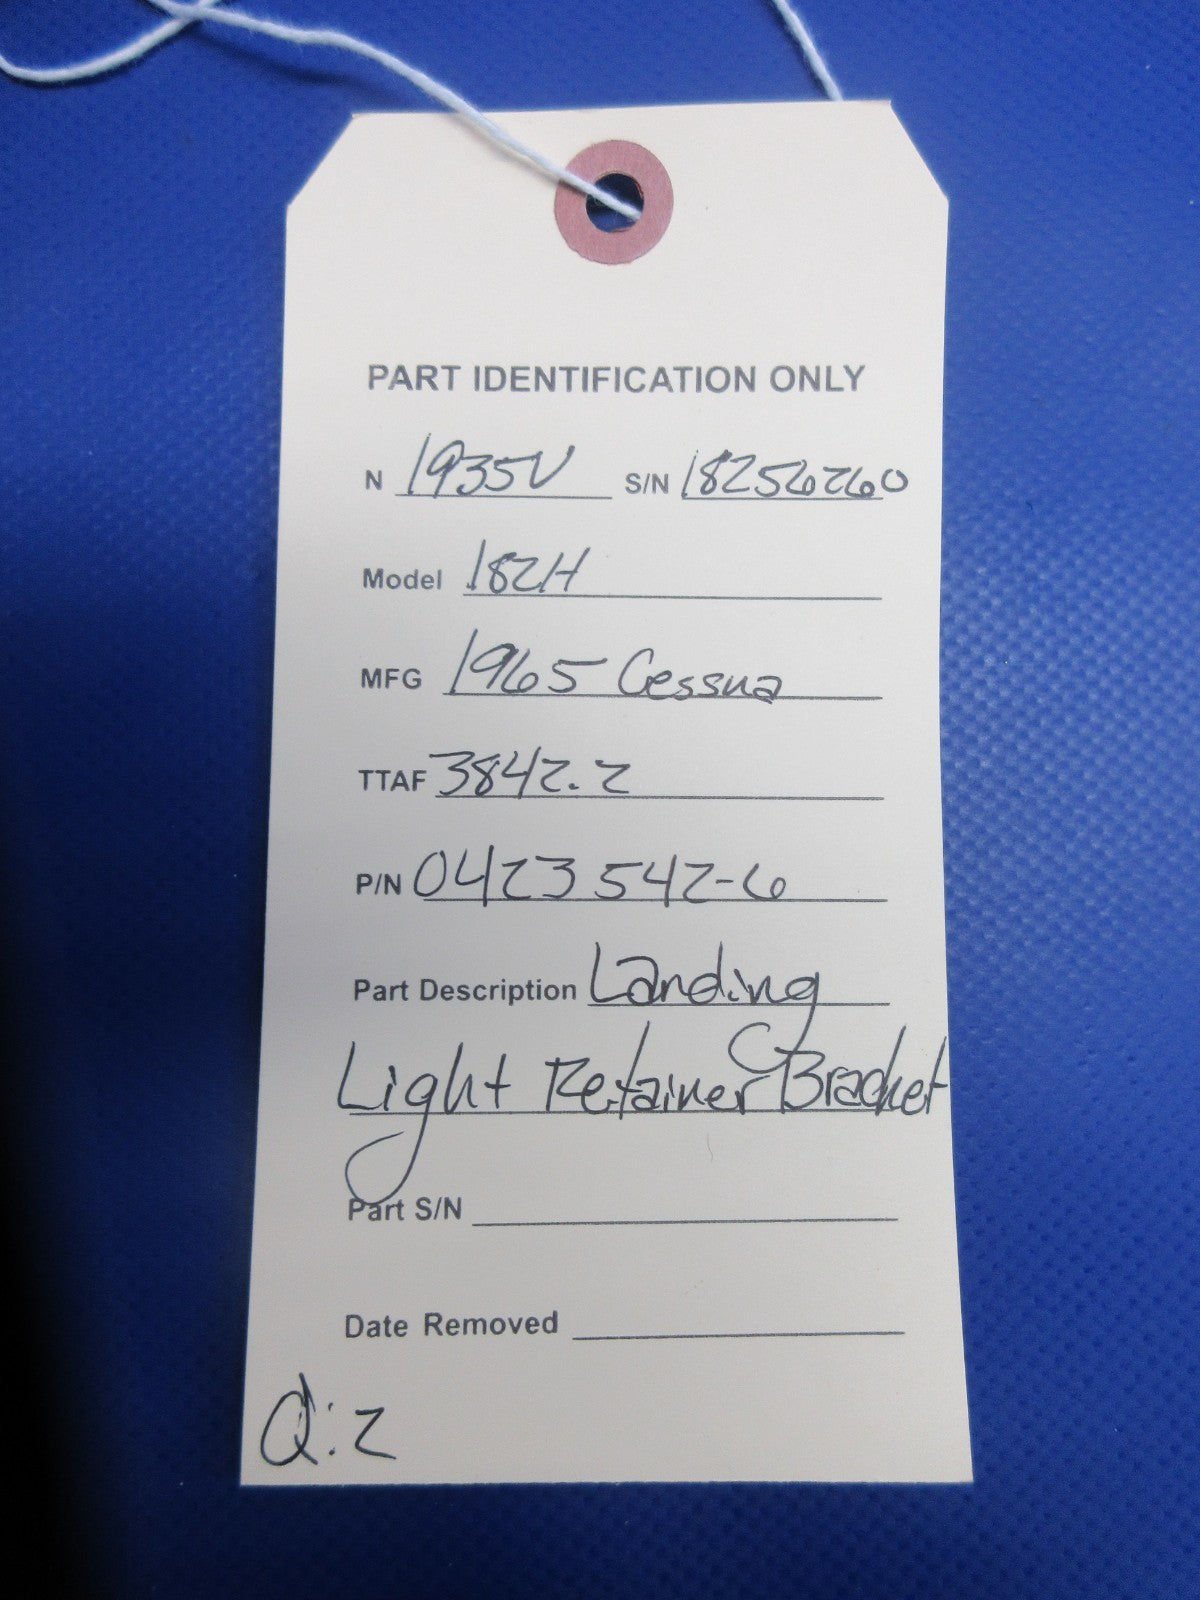 PART IDENTIFICATION ONLY
N 1935V S/N 18256260
Model 182H
MFG 1965 Cessna
TTAF 3842.2
P/N 0423542-6
Part Description Landing
Light Retainer Bracket
Part S/N
Date Removed
Q:2